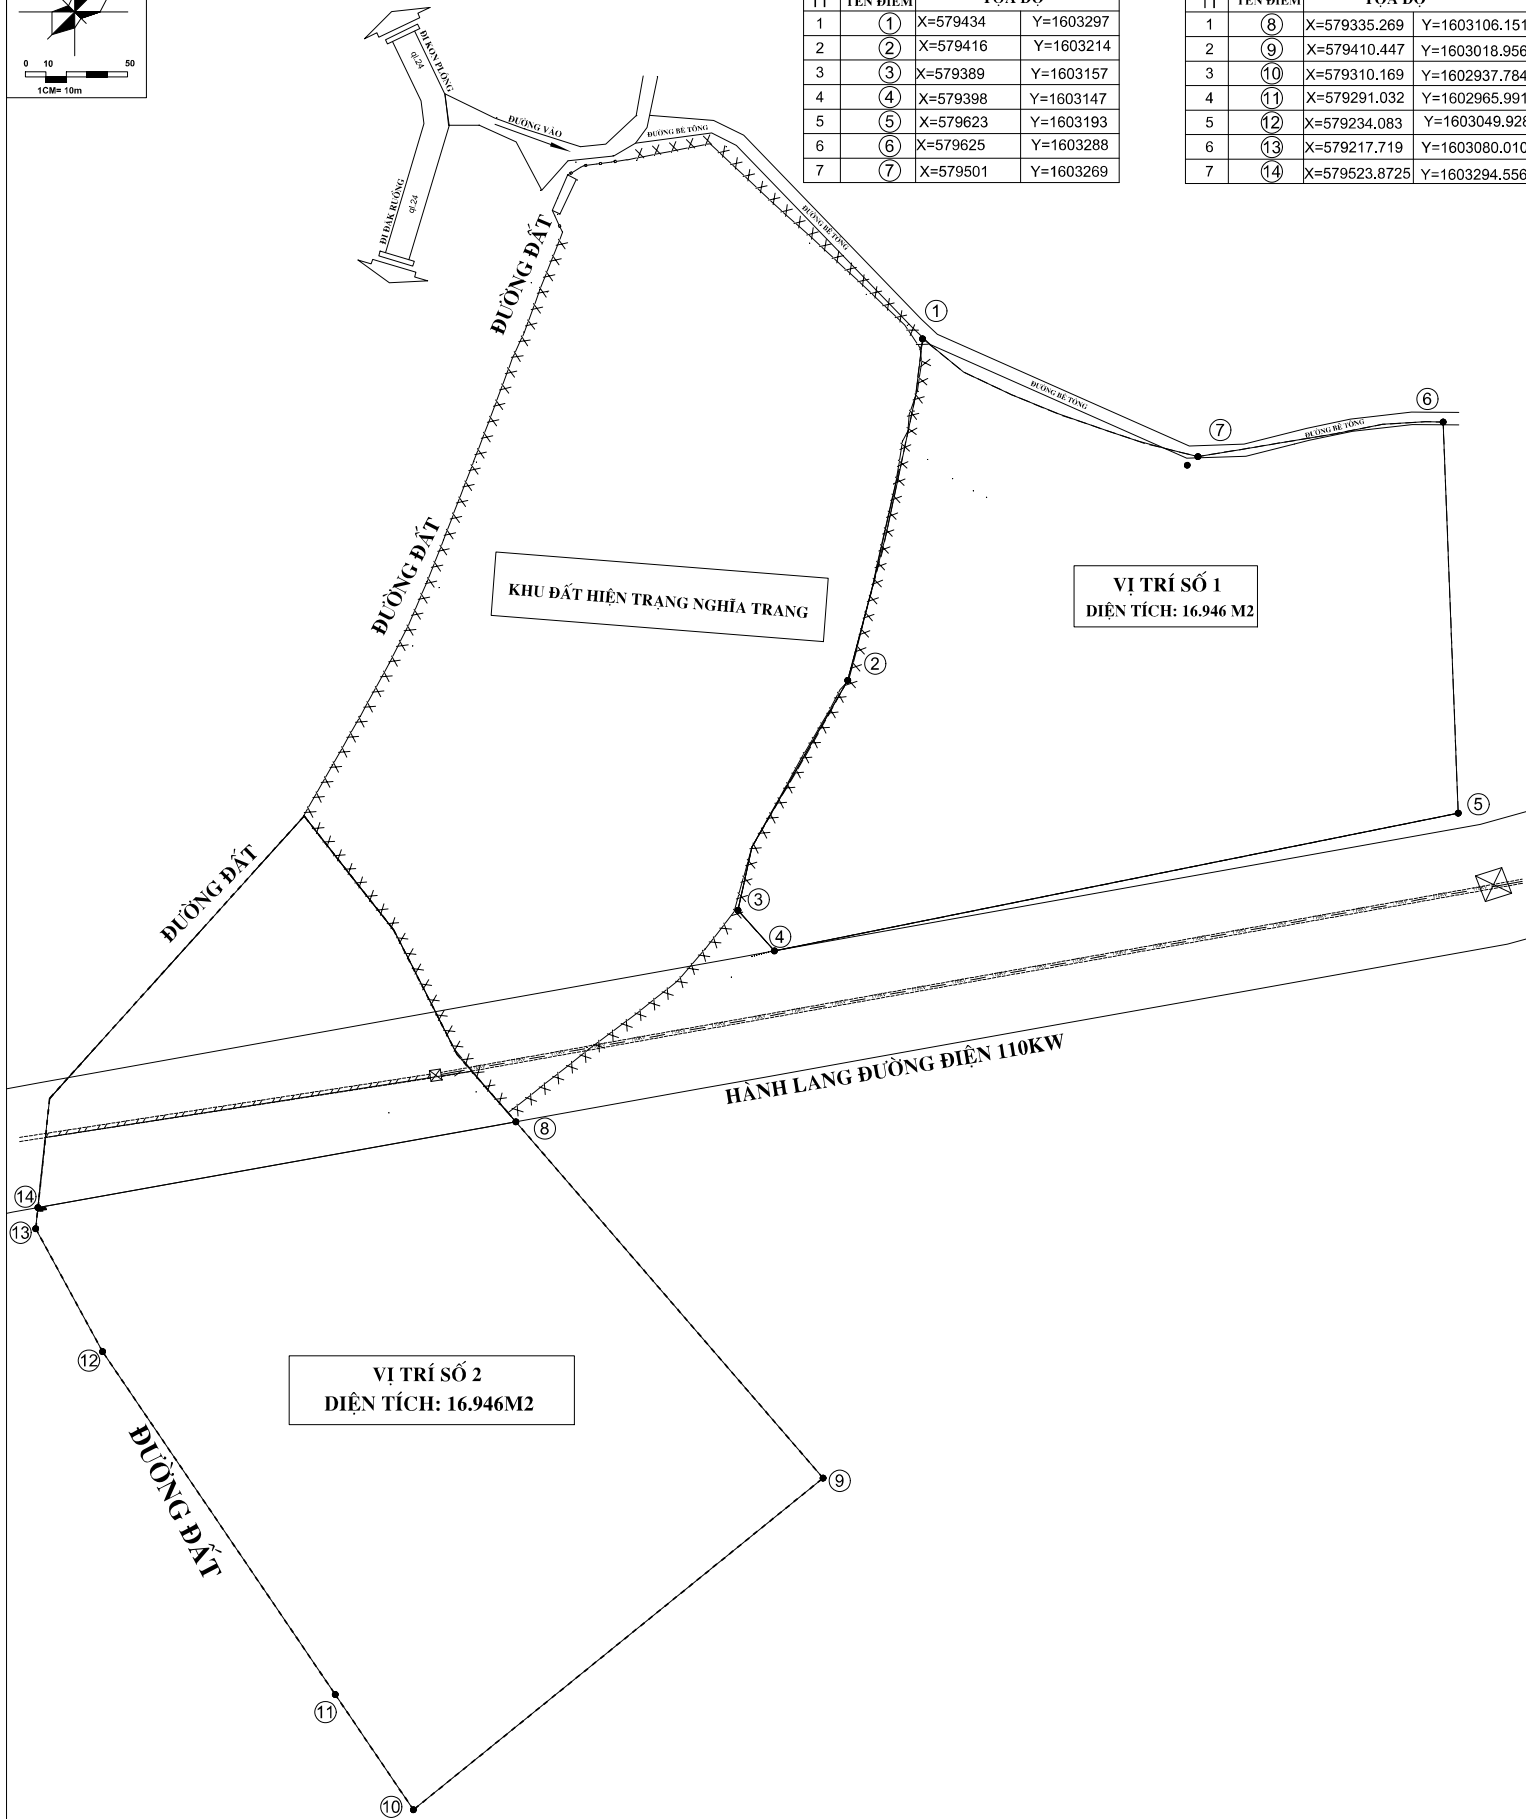 0 10 50
1CM= 10m
TÊN ĐIỂM TỌA ĐỘ
1 1 X=579434 Y=1603297
2 2 X=579416 Y=1603214
3 3 X=579389 Y=1603157
4 4 X=579398 Y=1603147
5 5 X=579623 Y=1603193
6 6 X=579625 Y=1603288
7 7 X=579501 Y=1603269
TÊN ĐIỂM TỌA ĐỘ
1 8 X=579335.269 Y=1603106.151
2 9 X=579410.447 Y=1603018.956
3 10 X=579310.169 Y=1602937.784
4 11 X=579291.032 Y=1602965.991
5 12 X=579234.083 Y=1603049.928
6 13 X=579217.719 Y=1603080.010
7 14 X=579523.8725 Y=1603294.556
ĐI KON PLÔNG
ql.24
ĐƯỜNG VÀO
ĐƯỜNG BÊ TÔNG
ĐI ĐĂK RUỒNG
ql.24
ĐƯỜNG ĐẤT
ĐƯỜNG BÊ TÔNG
1
ĐƯỜNG BÊ TÔNG
6
7
ĐƯỜNG BÊ TÔNG
ĐƯỜNG ĐẤT
KHU ĐẤT HIỆN TRẠNG NGHĨA TRANG
VỊ TRÍ SỐ 1
DIỆN TÍCH: 16.946 M2
2
5
ĐƯỜNG ĐẤT
3
4
HÀNH LANG ĐƯỜNG ĐIỆN 110KW
8
14
13
12
VỊ TRÍ SỐ 2
DIỆN TÍCH: 16.946M2
ĐƯỜNG ĐẤT
9
11
10